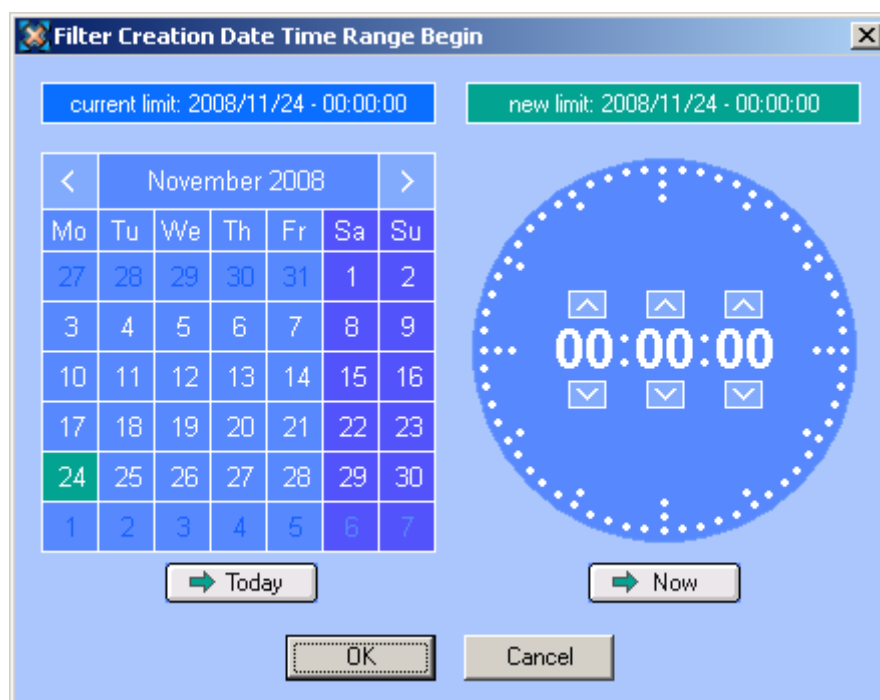 Filter Creation Date Time Range Begin
current limit: 2008/11/24 - 00:00:00
new limit: 2008/11/24 - 00:00:00
November 2008
Mo Tu We Th Fr Sa Su
27 28 29 30 31 1 2
3 4 5 6 7 8 9
10 11 12 13 14 15 16
17 18 19 20 21 22 23
24 25 26 27 28 29 30
1 2 3 4 5 6 7
00:00:00
Today
Now
OK
Cancel